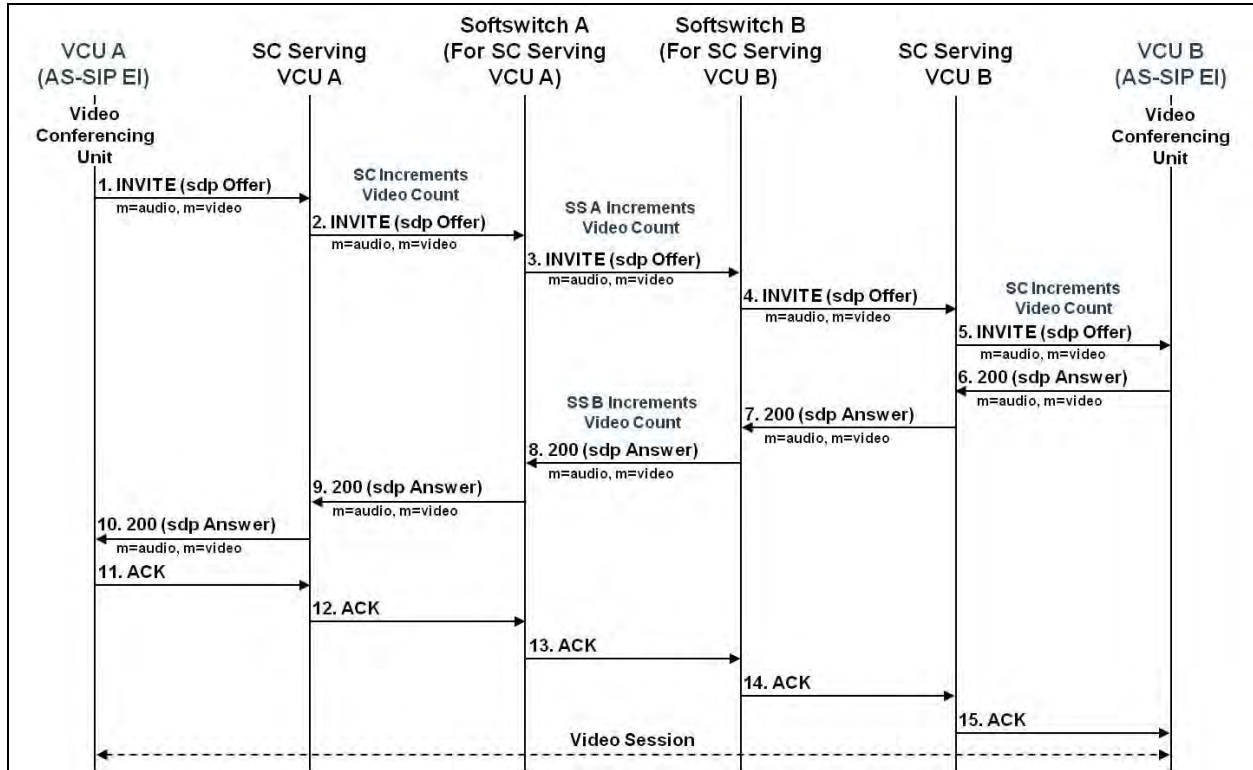 VCU A
(AS-SIP EI)
SC Serving
VCU A
Softswitch A
(For SC Serving
VCU A)
Softswitch B
(For SC Serving
VCU B)
SC Serving
VCU B
VCU B
(AS-SIP EI)
Video
Conferencing
Unit
Video
Conferencing
Unit
1. INVITE (sdp Offer)
m=audio, m=video
SC Increments
Video Count
2. INVITE (sdp Offer)
m=audio, m=video
SS A Increments
Video Count
3. INVITE (sdp Offer)
m=audio, m=video
4. INVITE (sdp Offer)
m=audio, m=video
SC Increments
Video Count
5. INVITE (sdp Offer)
m=audio, m=video
6. 200 (sdp Answer)
m=audio, m=video
7. 200 (sdp Answer)
m=audio, m=video
SS B Increments
Video Count
8. 200 (sdp Answer)
m=audio, m=video
9. 200 (sdp Answer)
m=audio, m=video
10. 200 (sdp Answer)
m=audio, m=video
11. ACK
12. ACK
13. ACK
14. ACK
15. ACK
Video Session